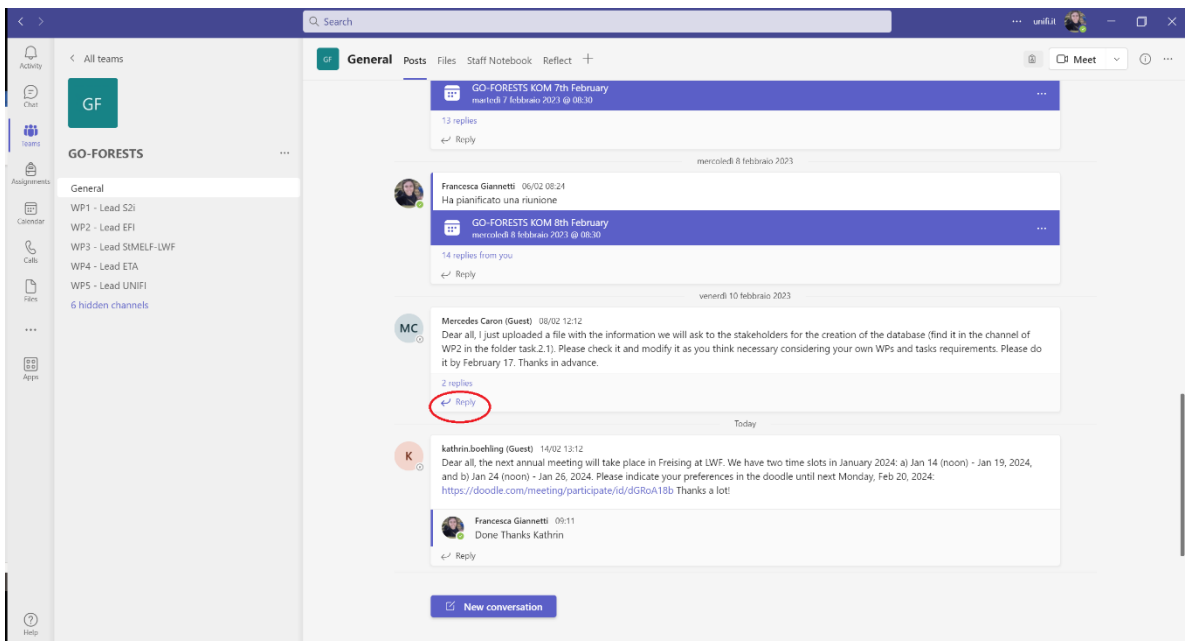 Search
unifi.it
Activity
Chat
Teams
Assignments
Calendar
Calls
Files
Apps
Help
All teams
GF
GO-FORESTS
General
WP1 - Lead S2i
WP2 - Lead EFI
WP3 - Lead StMELF-LWF
WP4 - Lead ETA
WP5 - Lead UNIFI
6 hidden channels
GF General Posts Files Staff Notebook Reflect
Meet
GO-FORESTS KOM 7th February
martedì 7 febbraio 2023 @ 08:30
13 replies
Reply
mercoledì 8 febbraio 2023
Francesca Giannetti 06/02 08:24
Ha pianificato una riunione
GO-FORESTS KOM 8th February
mercoledì 8 febbraio 2023 @ 08:30
14 replies from you
Reply
venerdì 10 febbraio 2023
MC
Mercedes Caron (Guest) 08/02 12:12
Dear all, I just uploaded a file with the information we will ask to the stakeholders for the creation of the database (find it in the channel of
WP2 in the folder task.2.1). Please check it and modify it as you think necessary considering your own WPs and tasks requirements. Please do
it by February 17. Thanks in advance.
2 replies
Reply
Today
K
kathrin.boehling (Guest) 14/02 13:12
Dear all, the next annual meeting will take place in Freising at LWF. We have two time slots in January 2024: a) Jan 14 (noon) - Jan 19, 2024,
and b) Jan 24 (noon) - Jan 26, 2024. Please indicate your preferences in the doodle until next Monday, Feb 20, 2024:
https://doodle.com/meeting/participate/id/dGRoA18b Thanks a lot!
Francesca Giannetti 09:11
Done Thanks Kathrin
Reply
New conversation